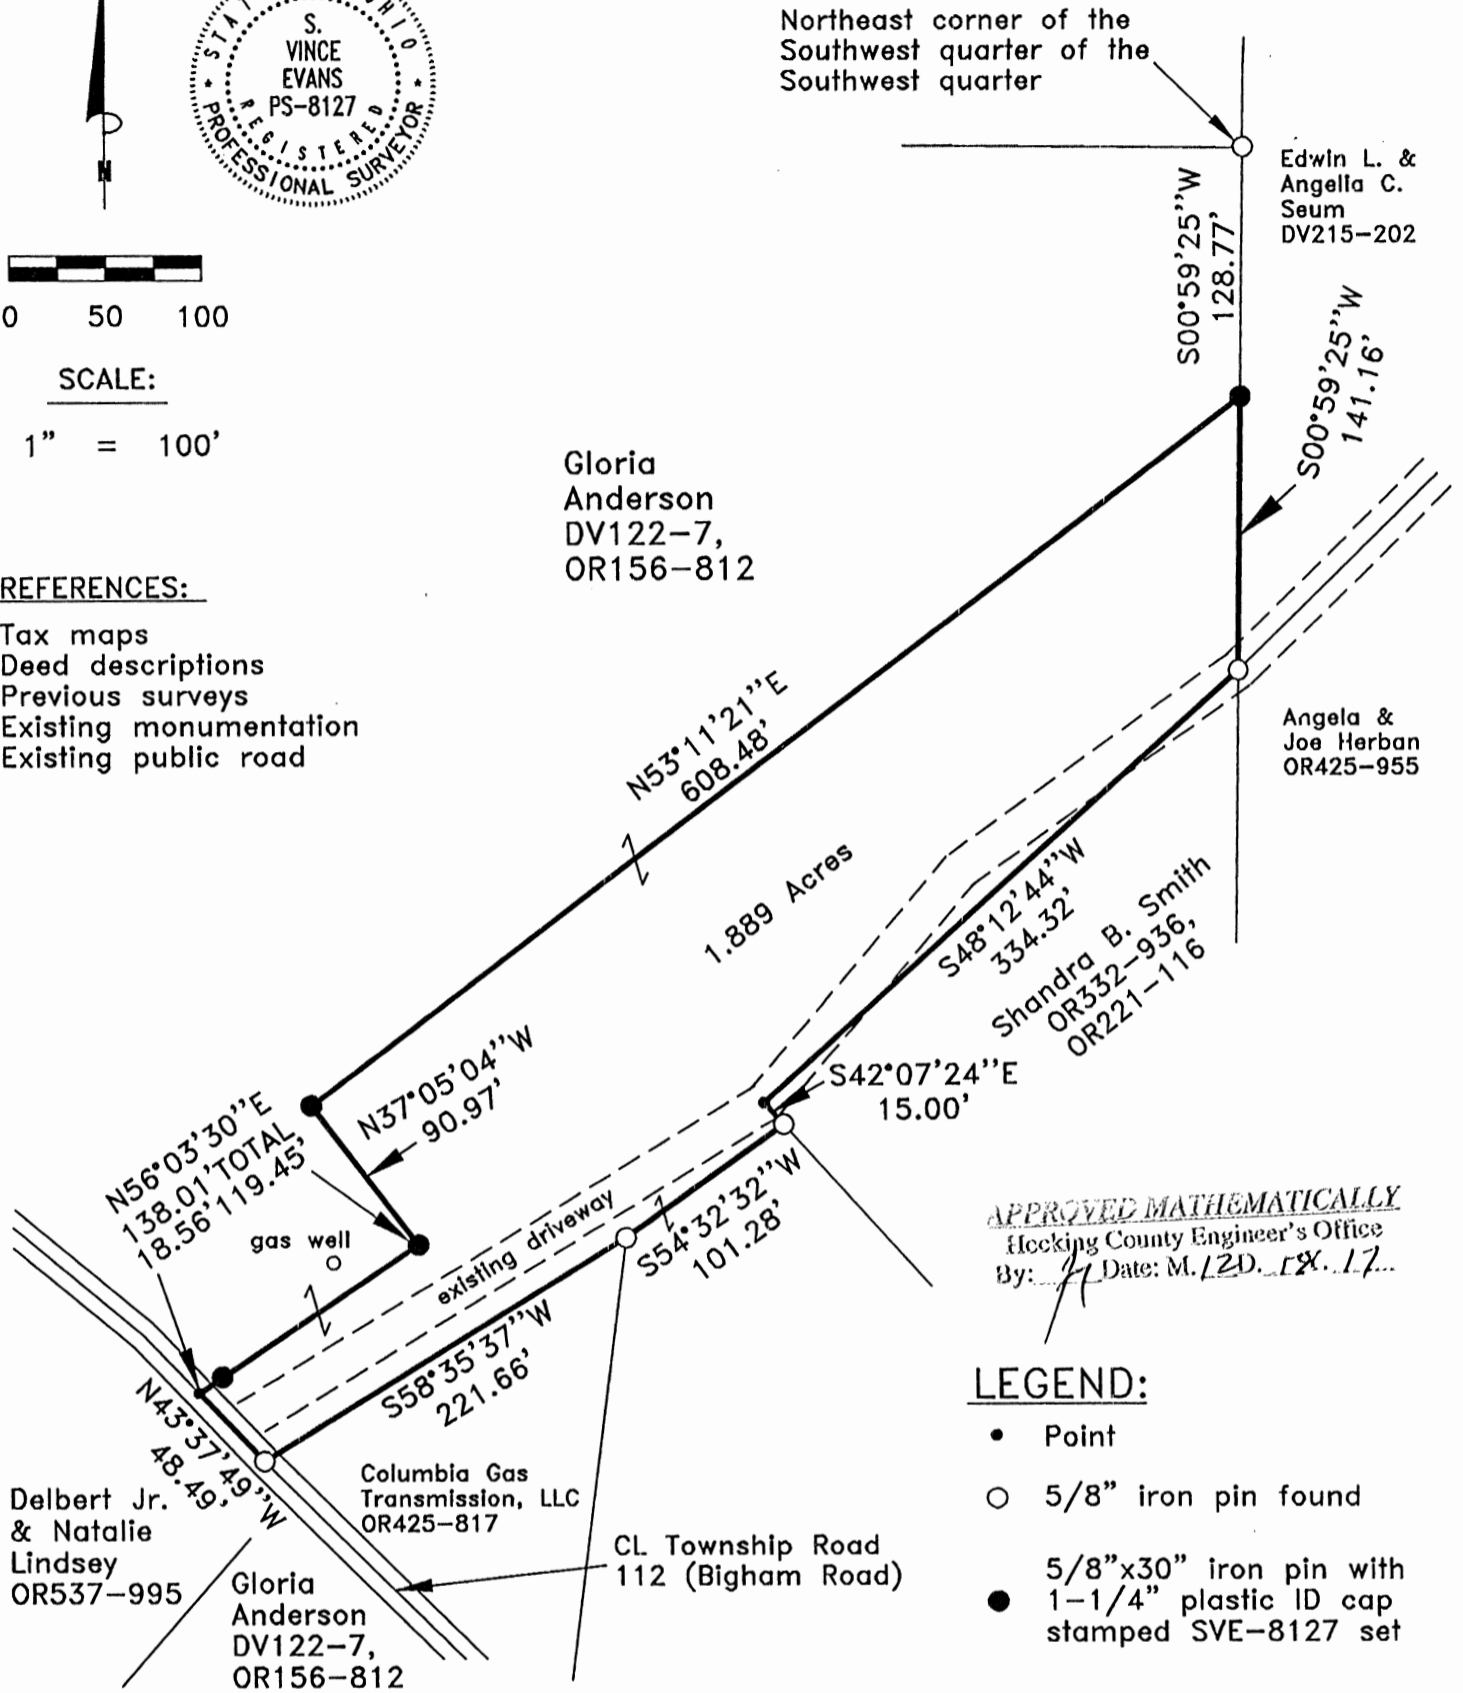 S.
VINCE
EVANS
PS-8127
REGISTERED
PROFESSIONAL SURVEYOR
N
0 50 100
SCALE:
1" = 100'
REFERENCES:
Tax maps
Deed descriptions
Previous surveys
Existing monumentation
Existing public road
Northeast corner of the
Southwest quarter of the
Southwest quarter
Edwin L. &
Angelia C.
Seum
DV215-202
S00°59'25"W
128.77'
S00°59'25"W
141.16'
Gloria
Anderson
DV122-7,
OR156-812
N53°11'21"E
608.48'
1.889 Acres
Angela &
Joe Herban
OR425-955
S48°12'44"W
334.32'
Shandra B. Smith
OR332-936,
OR221-116
S42°07'24"E
15.00'
N37°05'04"W
90.97'
N56°03'30"E
138.01'TOTAL
18.56'119.45'
gas well
existing driveway
S54°32'32"W
101.28'
S58°35'37"W
221.66'
N43°37'49"W
48.49'
Delbert Jr.
& Natalie
Lindsey
OR537-995
Gloria
Anderson
DV122-7,
OR156-812
Columbia Gas
Transmission, LLC
OR425-817
CL Township Road
112 (Bigham Road)
APPROVED MATHEMATICALLY
Hocking County Engineer's Office
By: Date: M.12D. Y. 17
LEGEND:
Point
5/8" iron pin found
5/8"x30" iron pin with
1-1/4" plastic ID cap
stamped SVE-8127 set